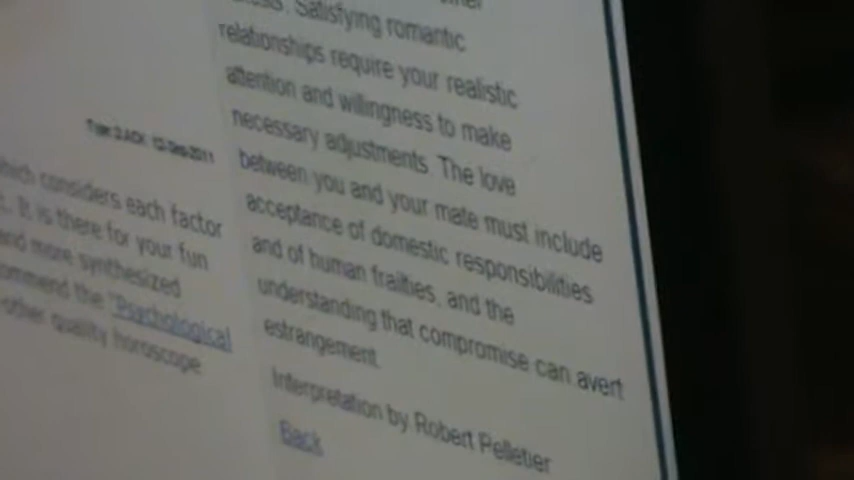 Satisfying romantic
relationships require your realistic
attention and willingness to make
necessary adjustments. The love
between you and your mate must include
acceptance of domestic responsibilities
and of human frailties, and the
understanding that compromise can avert
estrangement.
Interpretation by Robert Pelletier
Back
which considers each factor
It is there for your fun
and more synthesized
the "Psychological
other quality horoscope